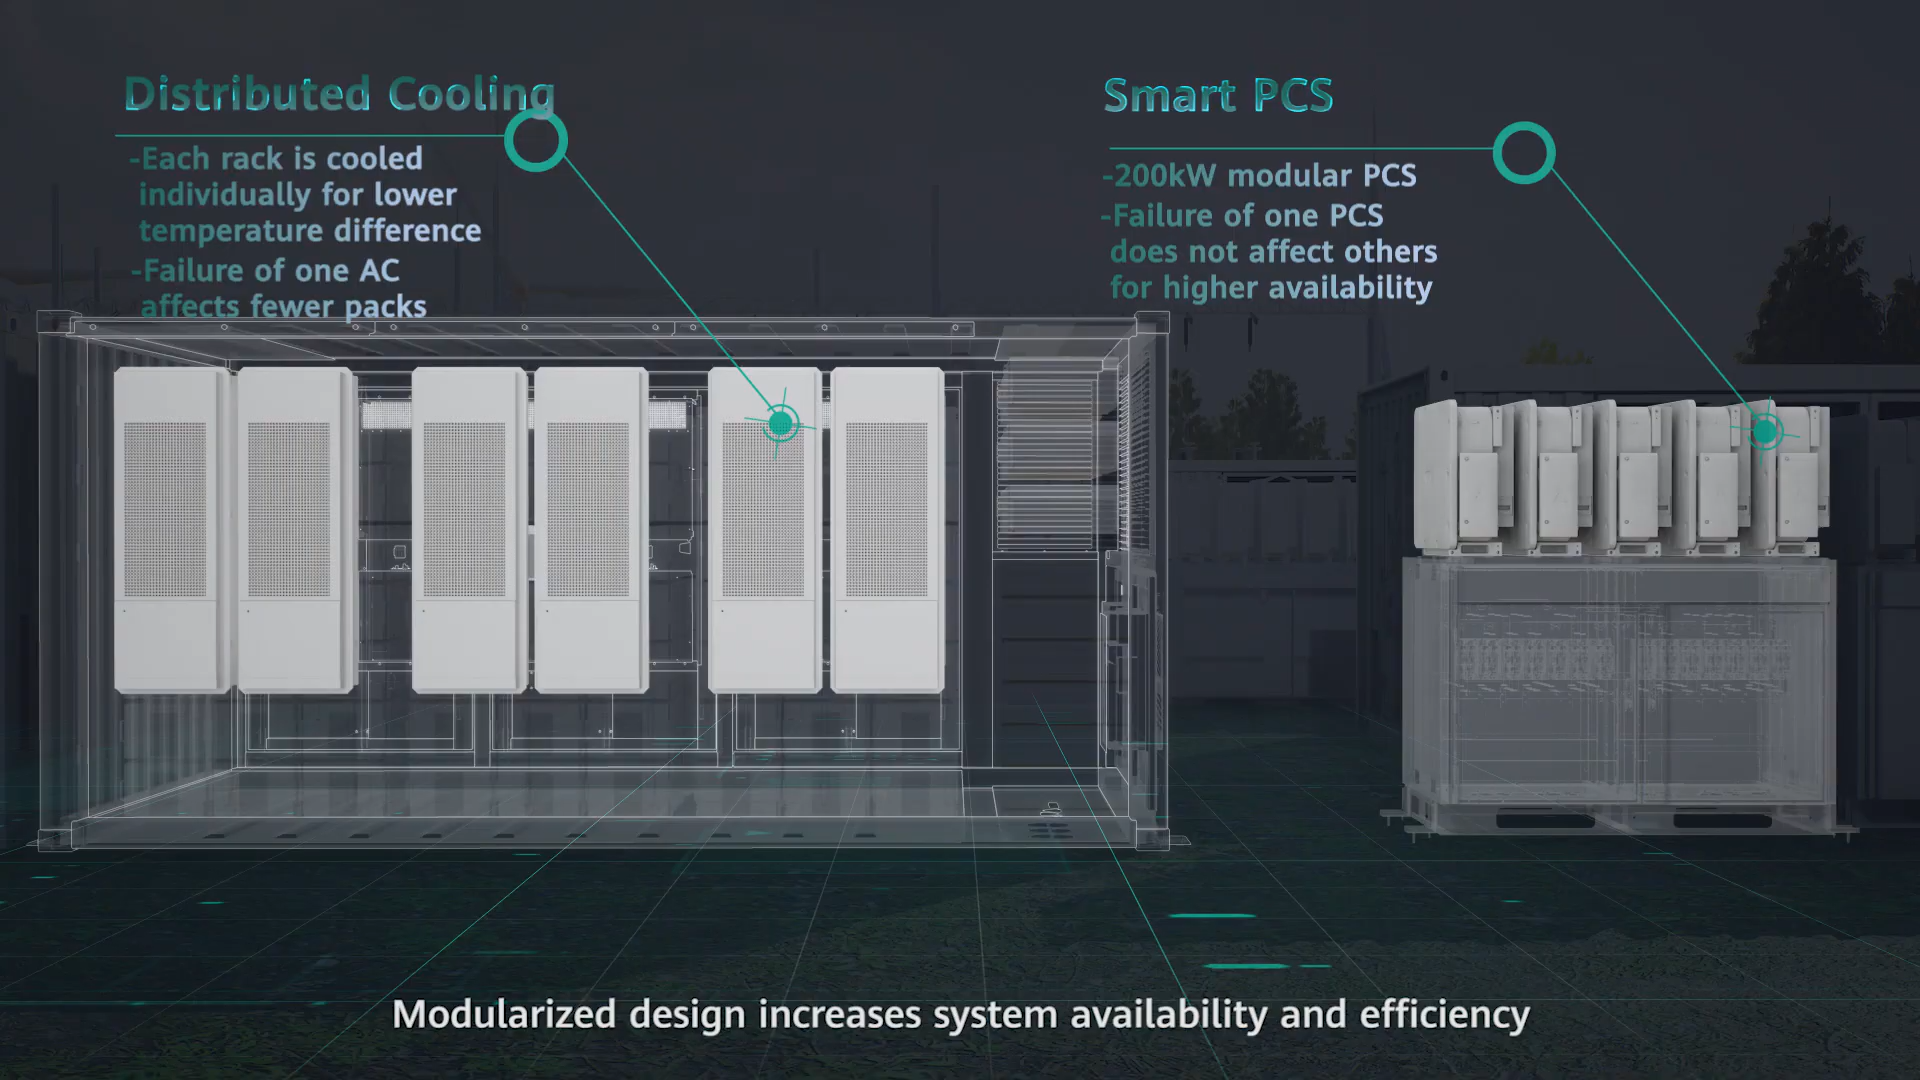 Distributed Cooling
-Each rack is cooled
individually for lower
temperature difference
-Failure of one AC
affects fewer packs
Smart PCS
-200kW modular PCS
-Failure of one PCS
does not affect others
for higher availability
Modularized design increases system availability and efficiency